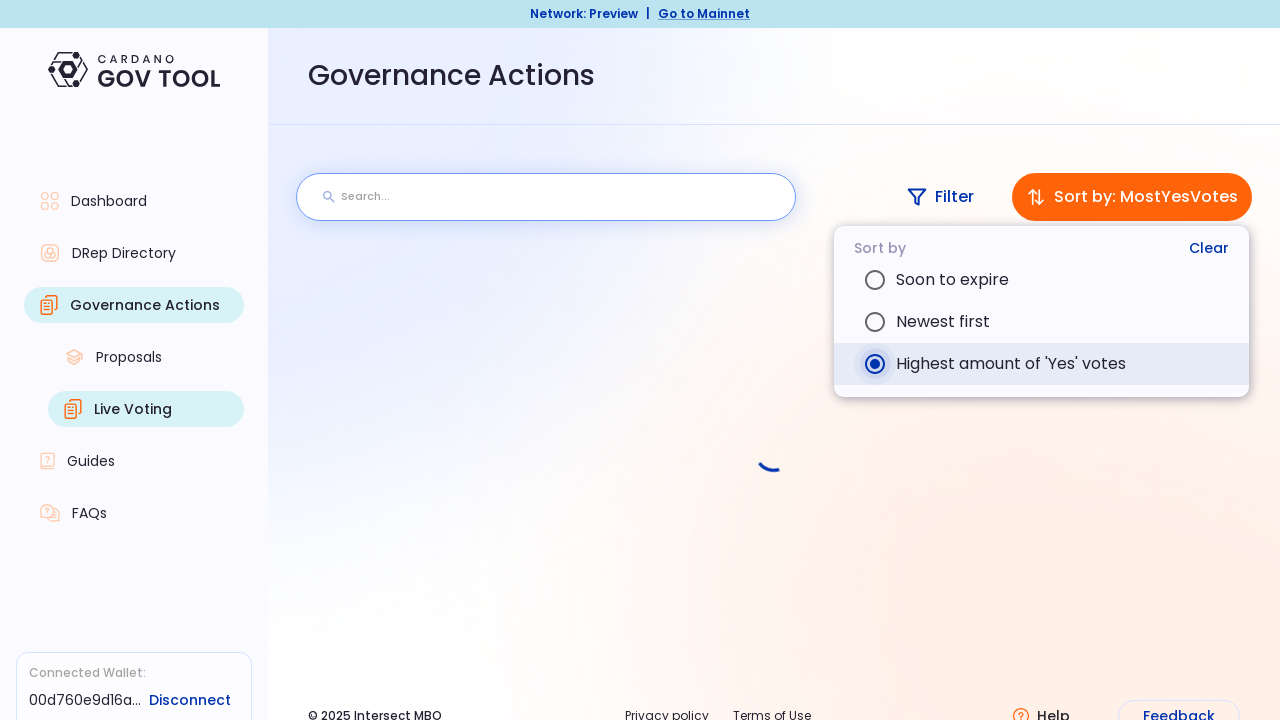 Network: Preview | Go to Mainnet
CARDANO
GOV TOOL
Governance Actions
Dashboard
DRep Directory
Governance Actions
Proposals
Live Voting
Guides
FAQs
Connected Wallet:
00d760e9d16a... Disconnect
Search...
Filter
Sort by: MostYesVotes
Sort by Clear
Soon to expire
Newest first
Highest amount of 'Yes' votes
© 2025 Intersect MBO
Privacy policy Terms of Use
Help
Feedback